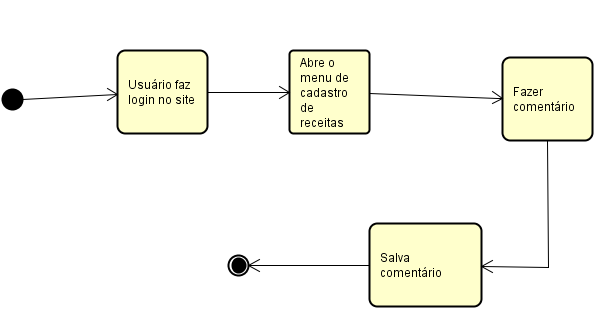 Usuário faz
login no site
Abre o
menu de
cadastro
de
receitas
Fazer
comentário
Salva
comentário